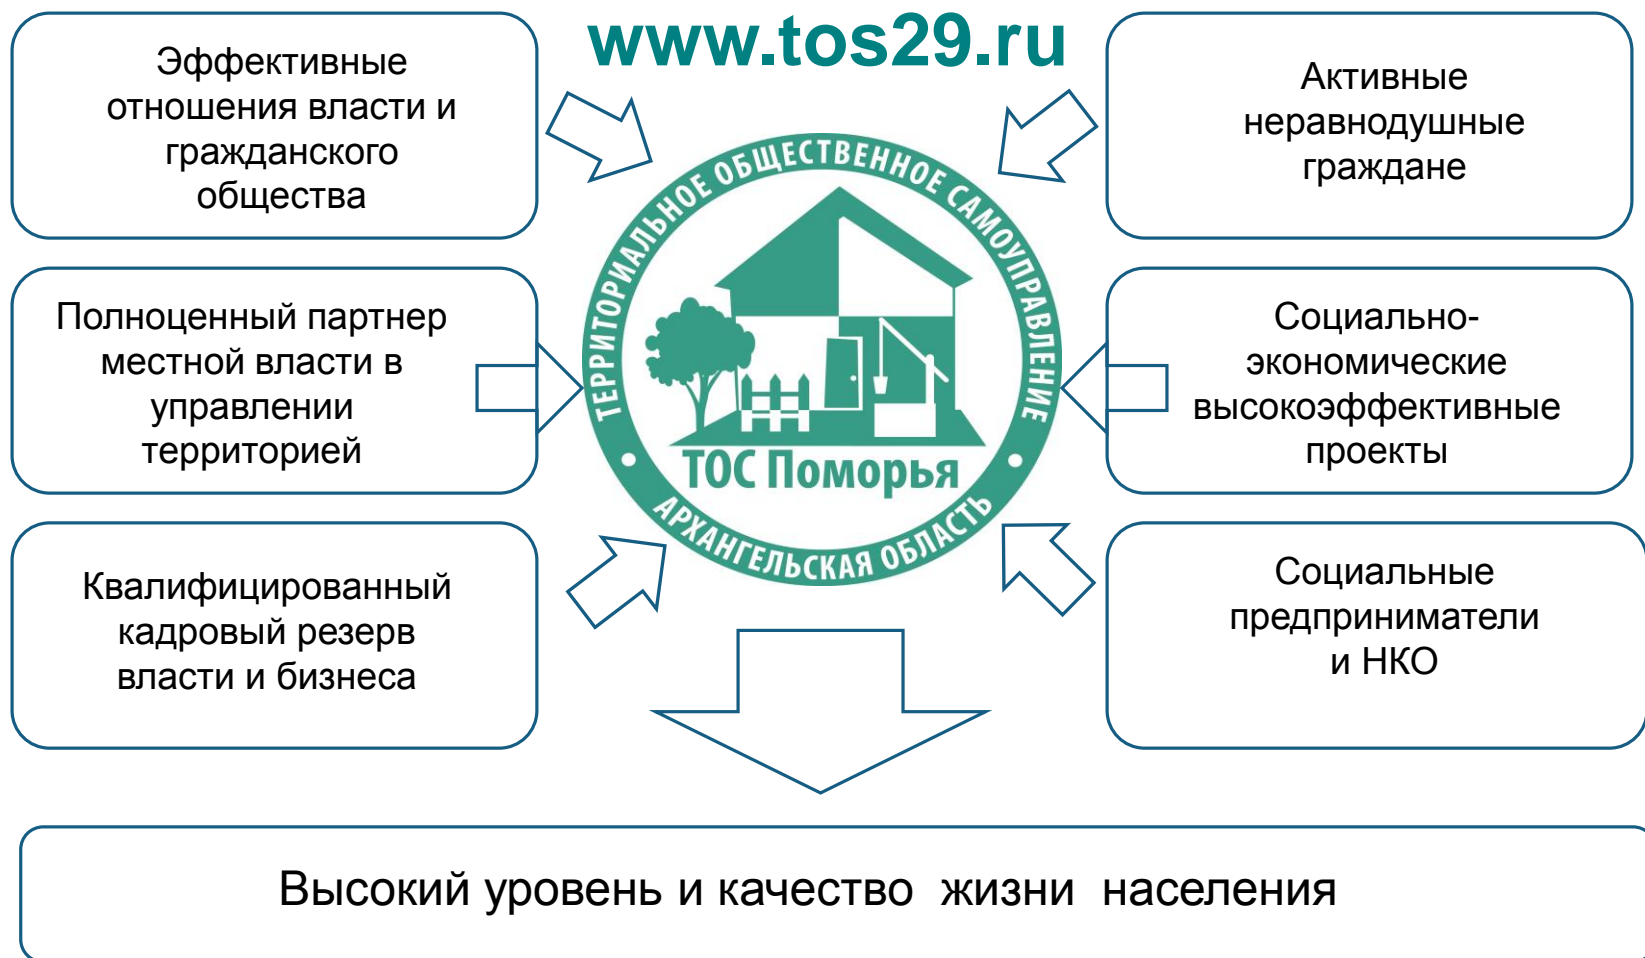 www.tos29.ru
Эффективные
отношения власти и
гражданского
общества
Активные
неравнодушные
граждане
Полноценный партнер
местной власти в
управлении
территорией
ТЕРРИТОРИАЛЬНОЕ ОБЩЕСТВЕННОЕ САМОУПРАВЛЕНИЕ
ТОС Поморья
АРХАНГЕЛЬСКАЯ ОБЛАСТЬ
Социально-
экономические
высокоэффективные
проекты
Квалифицированный
кадровый резерв
власти и бизнеса
Социальные
предприниматели
и НКО
Высокий уровень и качество жизни населения